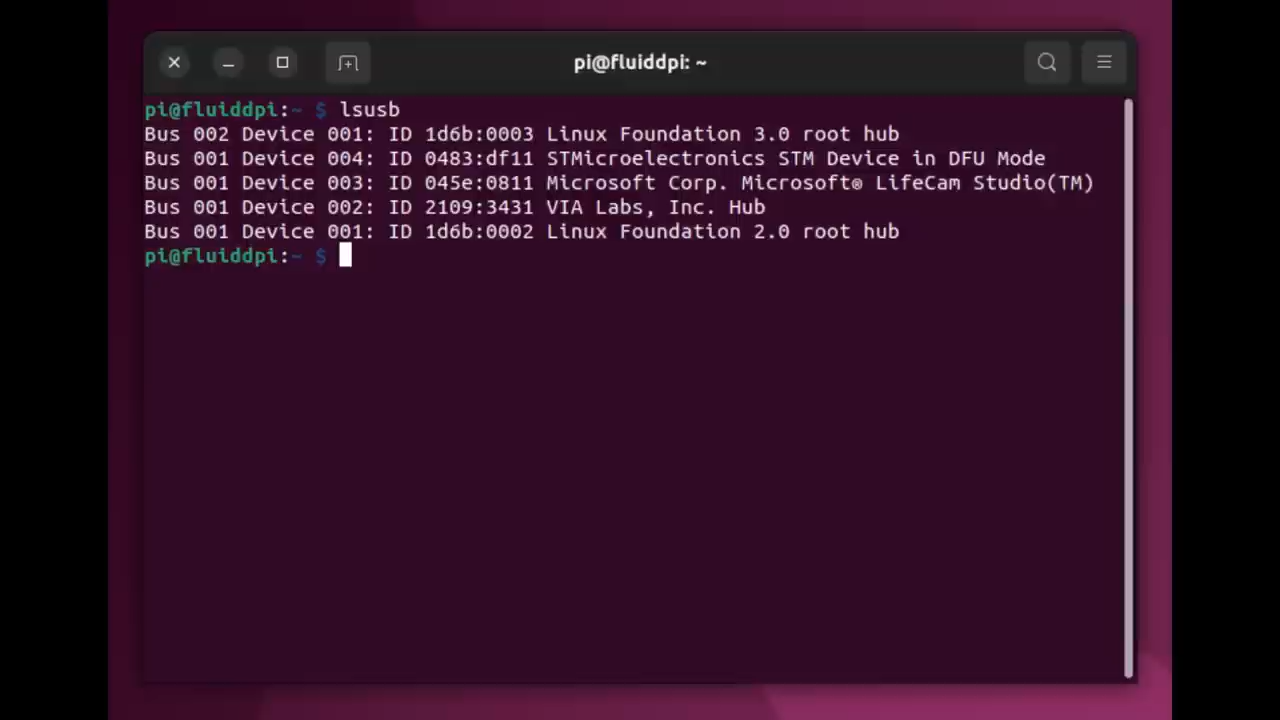 pi@fluiddpi: ~
pi@fluiddpi:~ $ lsusb
Bus 002 Device 001: ID 1d6b:0003 Linux Foundation 3.0 root hub
Bus 001 Device 004: ID 0483:df11 STMicroelectronics STM Device in DFU Mode
Bus 001 Device 003: ID 045e:0811 Microsoft Corp. Microsoft® LifeCam Studio(TM)
Bus 001 Device 002: ID 2109:3431 VIA Labs, Inc. Hub
Bus 001 Device 001: ID 1d6b:0002 Linux Foundation 2.0 root hub
pi@fluiddpi:~ $